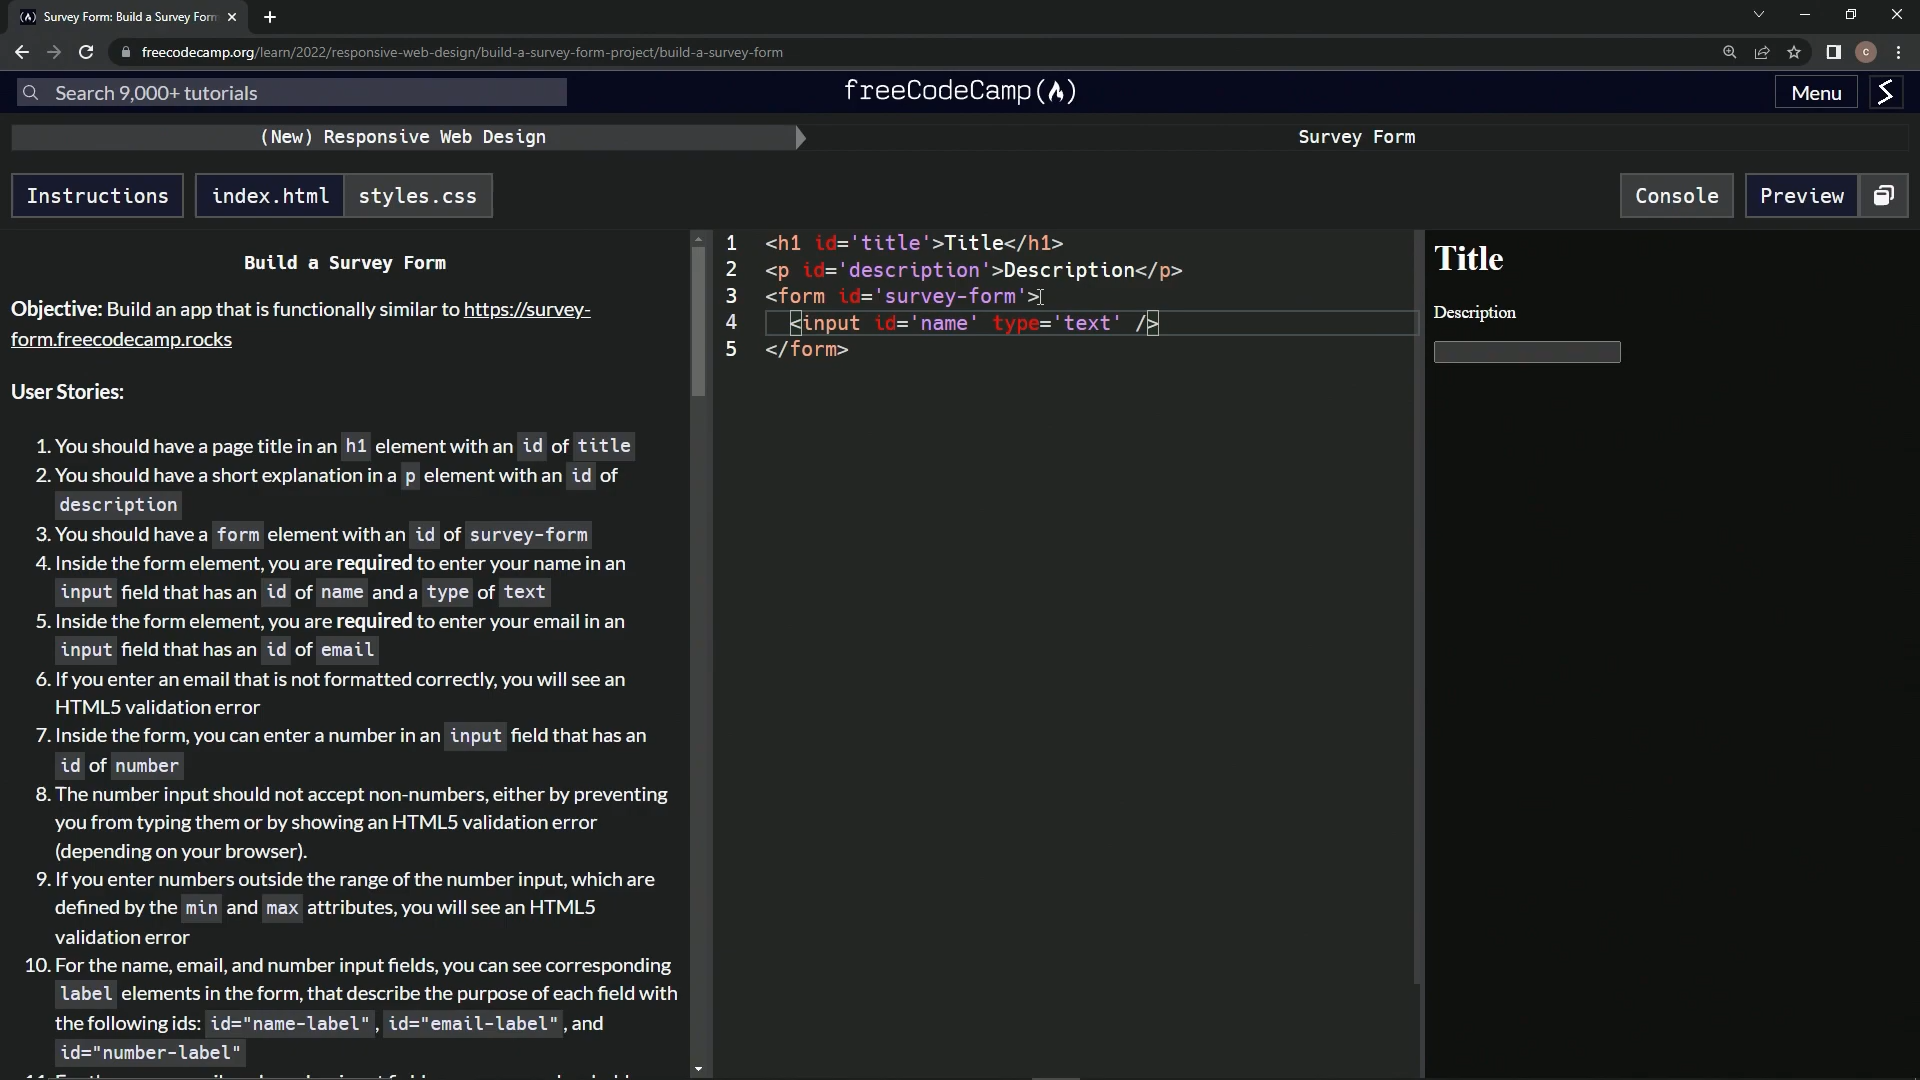 Survey Form: Build a Survey Form
freecodecamp.org/learn/2022/responsive-web-design/build-a-survey-form-project/build-a-survey-form
C
Search 9,000+ tutorials
freeCodeCamp
Menu
(New) Responsive Web Design
Survey Form
Instructions
index.html
styles.css
Console
Preview
Build a Survey Form
Objective: Build an app that is functionally similar to https://survey-
form.freecodecamp.rocks
User Stories:
1. You should have a page title in an h1 element with an id of title
2. You should have a short explanation in a p element with an id of
description
3. You should have a form element with an id of survey-form
4. Inside the form element, you are required to enter your name in an
input field that has an id of name and a type of text
5. Inside the form element, you are required to enter your email in an
input field that has an id of email
6. If you enter an email that is not formatted correctly, you will see an
HTML5 validation error
7. Inside the form, you can enter a number in an input field that has an
id of number
8. The number input should not accept non-numbers, either by preventing
you from typing them or by showing an HTML5 validation error
(depending on your browser).
9. If you enter numbers outside the range of the number input, which are
defined by the min and max attributes, you will see an HTML5
validation error
10. For the name, email, and number input fields, you can see corresponding
label elements in the form, that describe the purpose of each field with
the following ids: id="name-label", id="email-label", and
id="number-label"
1 <h1 id='title'>Title</h1>
2 <p id='description'>Description</p>
3 <form id='survey-form'>
4 <input id='name' type='text' />
5 </form>
Title
Description